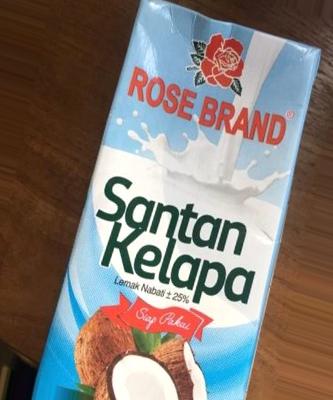 ROSE BRAND®
Santan
Kelapa
Lemak Nabati ± 25%
Siap Pakai